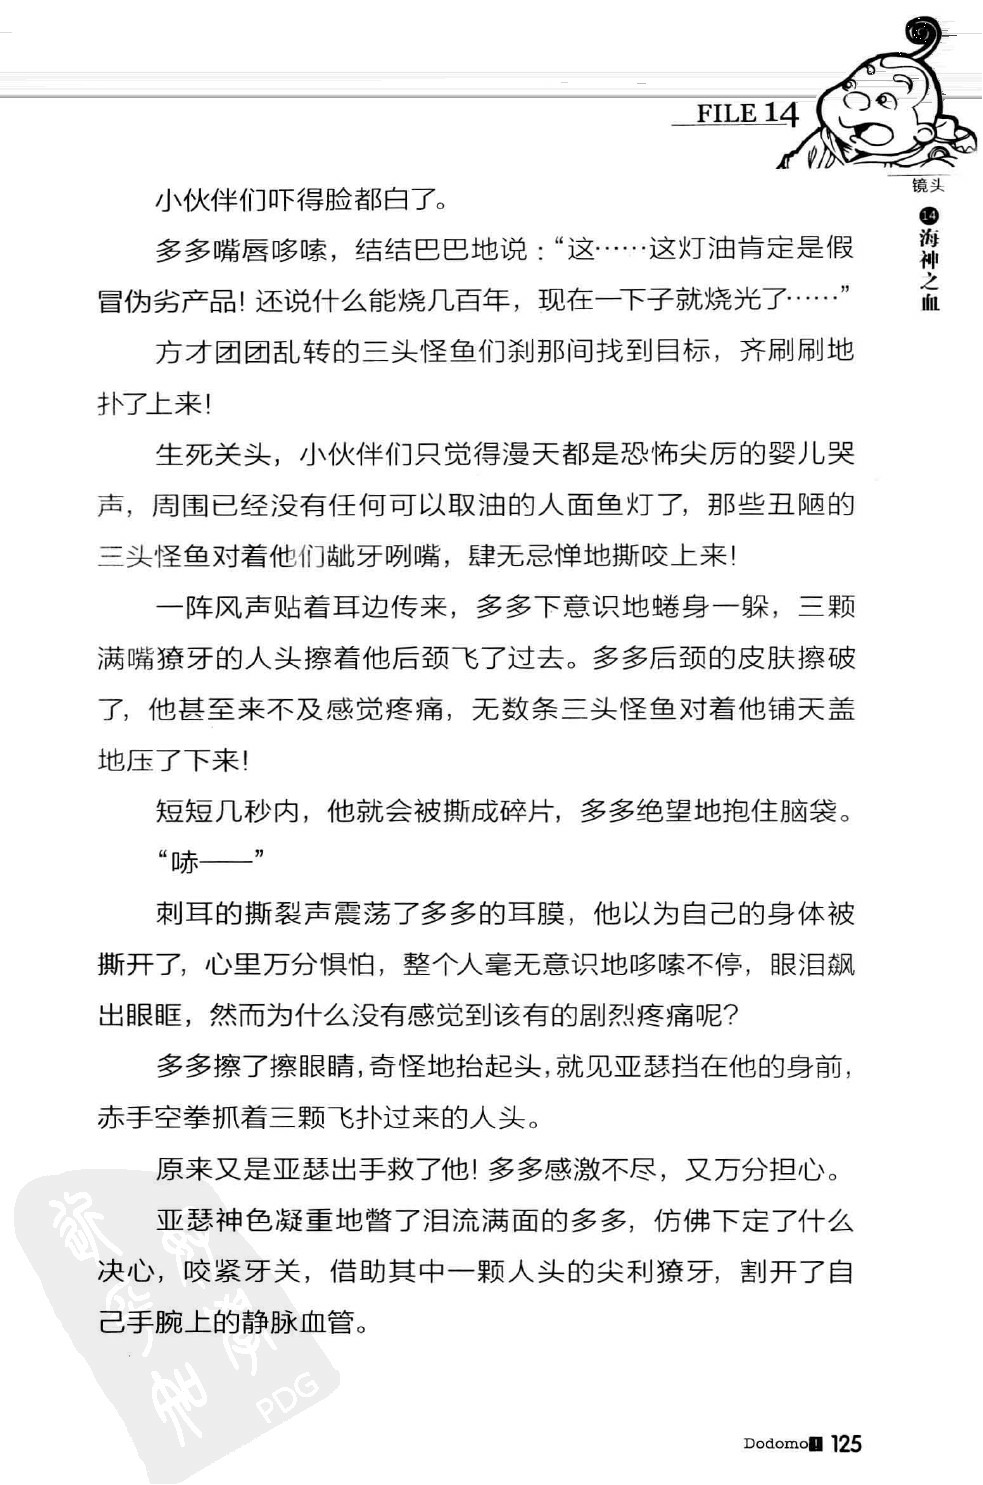 FILE 14
镜头
14
海神之血
小伙伴们吓得脸都白了。
多多嘴唇哆嗦，结结巴巴地说：“这……这灯油肯定是假
冒伪劣产品！还说什么能烧几百年，现在一下子就烧光了……”
方才团团乱转的三头怪鱼们刹那间找到目标，齐刷刷地
扑了上来！
生死关头，小伙伴们只觉得漫天都是恐怖尖厉的婴儿哭
声，周围已经没有任何可以取油的人面鱼灯了，那些丑陋的
三头怪鱼对着他们龇牙咧嘴，肆无忌惮地撕咬上来！
一阵风声贴着耳边传来，多多下意识地蜷身一躲，三颗
满嘴獠牙的人头擦着他后颈飞了过去。多多后颈的皮肤擦破
了，他甚至来不及感觉疼痛，无数条三头怪鱼对着他铺天盖
地压了下来！
短短几秒内，他就会被撕成碎片，多多绝望地抱住脑袋。
“哧——”
刺耳的撕裂声震荡了多多的耳膜，他以为自己的身体被
撕开了，心里万分惧怕，整个人毫无意识地哆嗦不停，眼泪飙
出眼眶，然而为什么没有感觉到该有的剧烈疼痛呢？
多多擦了擦眼睛，奇怪地抬起头，就见亚瑟挡在他的身前，
赤手空拳抓着三颗飞扑过来的人头。
原来又是亚瑟出手救了他！多多感激不尽，又万分担心。
亚瑟神色凝重地瞥了泪流满面的多多，仿佛下定了什么
决心，咬紧牙关，借助其中一颗人头的尖利獠牙，割开了自
己手腕上的静脉血管。
PDG
Dodomo! 125